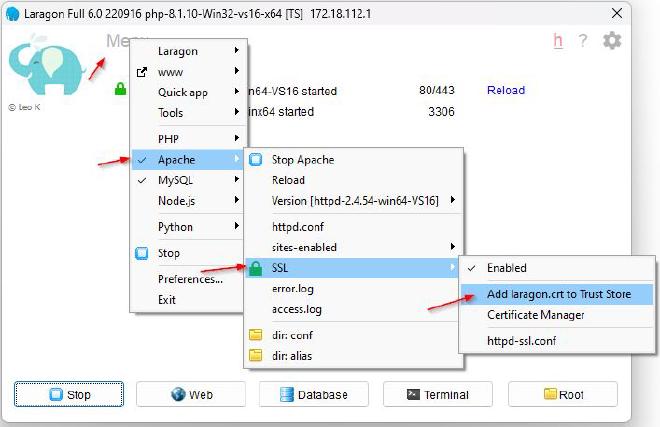 Laragon Full 6.0 220916 php-8.1.10-Win32-vs16-x64 [TS] 172.18.112.1
h ?
© Leo K
n64-VS16 started 80/443 Reload
inx64 started 3306
Laragon
www
Quick app
Tools
PHP
Apache
MySQL
Node.js
Python
Stop
Preferences...
Exit
Stop Apache
Reload
Version [httpd-2.4.54-win64-VS16]
httpd.conf
sites-enabled
SSL
error.log
access.log
dir: conf
dir: alias
Enabled
Add laragon.crt to Trust Store
Certificate Manager
httpd-ssl.conf
Stop Web Database Terminal Root